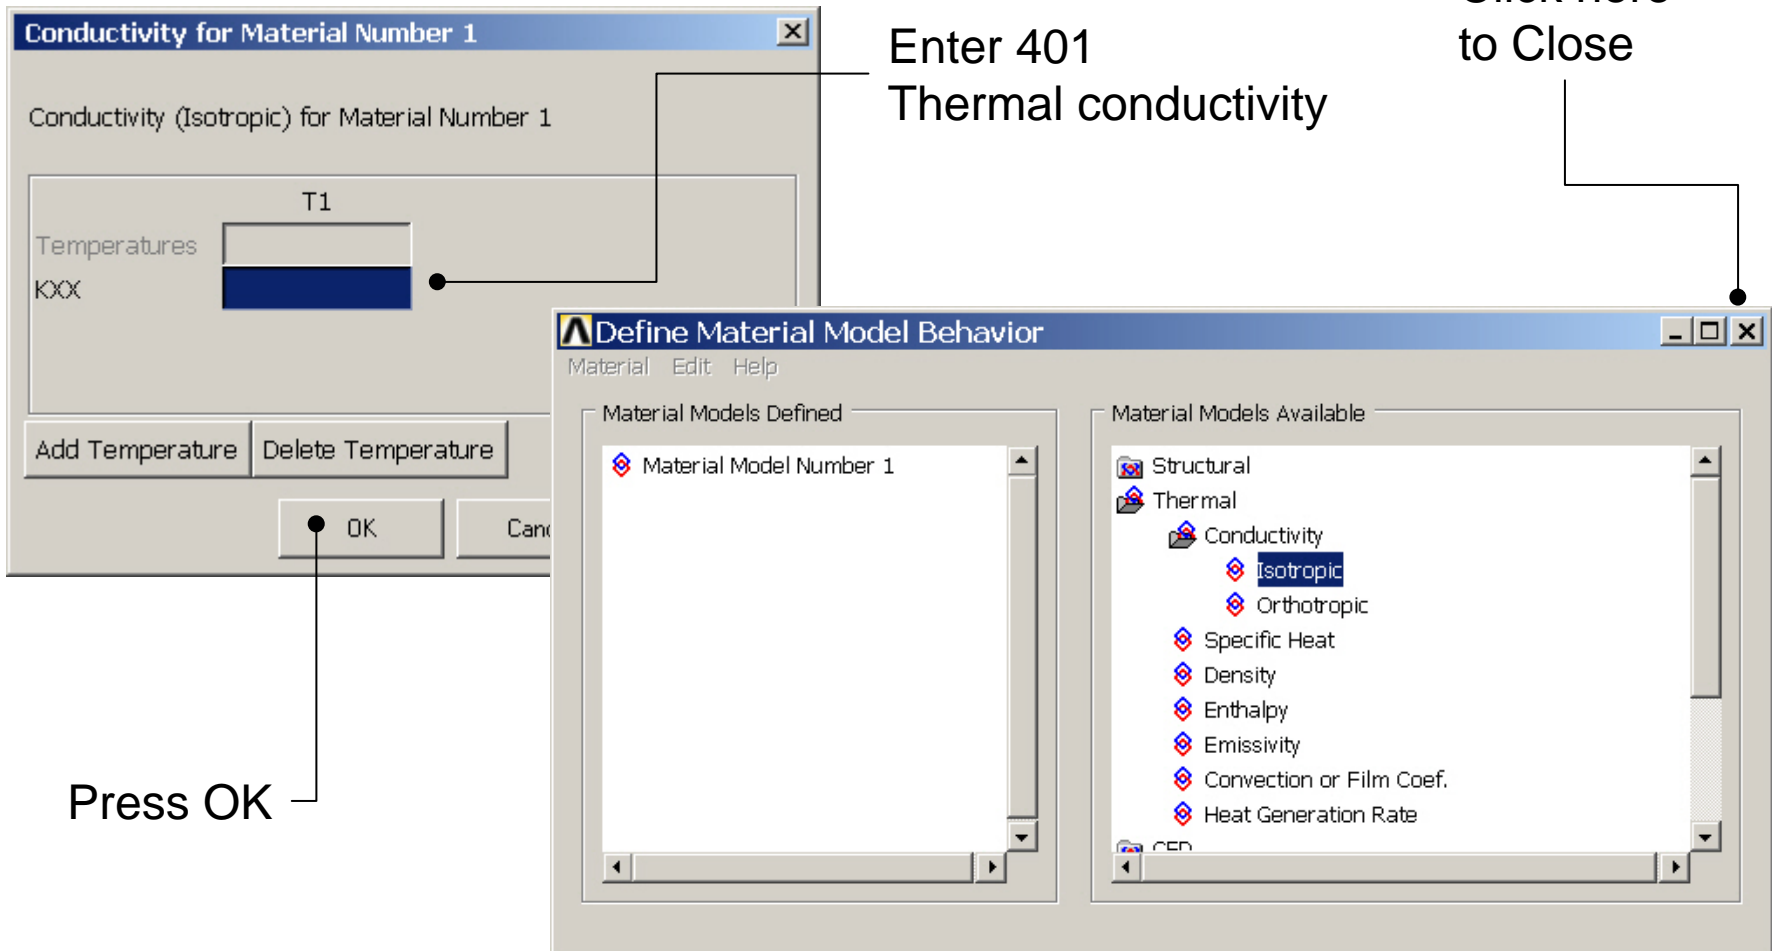 Conductivity for Material Number 1
Conductivity (Isotropic) for Material Number 1
T1
Temperatures
KXX
Add Temperature Delete Temperature
OK
Enter 401
Thermal conductivity
to Close
Define Material Model Behavior
Material Edit Help
Material Models Defined
Material Model Number 1
Material Models Available
Structural
Thermal
Conductivity
Isotropic
Orthotropic
Specific Heat
Density
Enthalpy
Emissivity
Convection or Film Coef.
Heat Generation Rate
Press OK